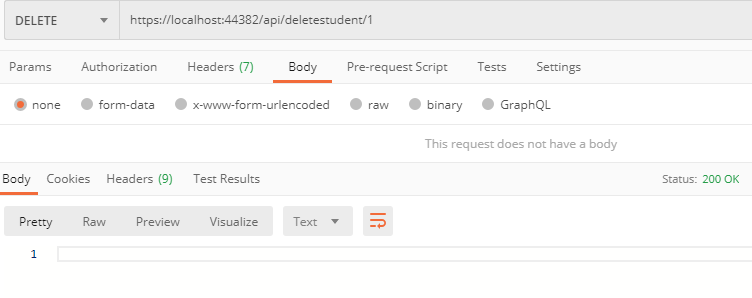 DELETE https://localhost:44382/api/deletestudent/1
Params Authorization Headers (7) Body Pre-request Script Tests Settings
none form-data x-www-form-urlencoded raw binary GraphQL
This request does not have a body
Body Cookies Headers (9) Test Results Status: 200 OK
Pretty Raw Preview Visualize Text
1